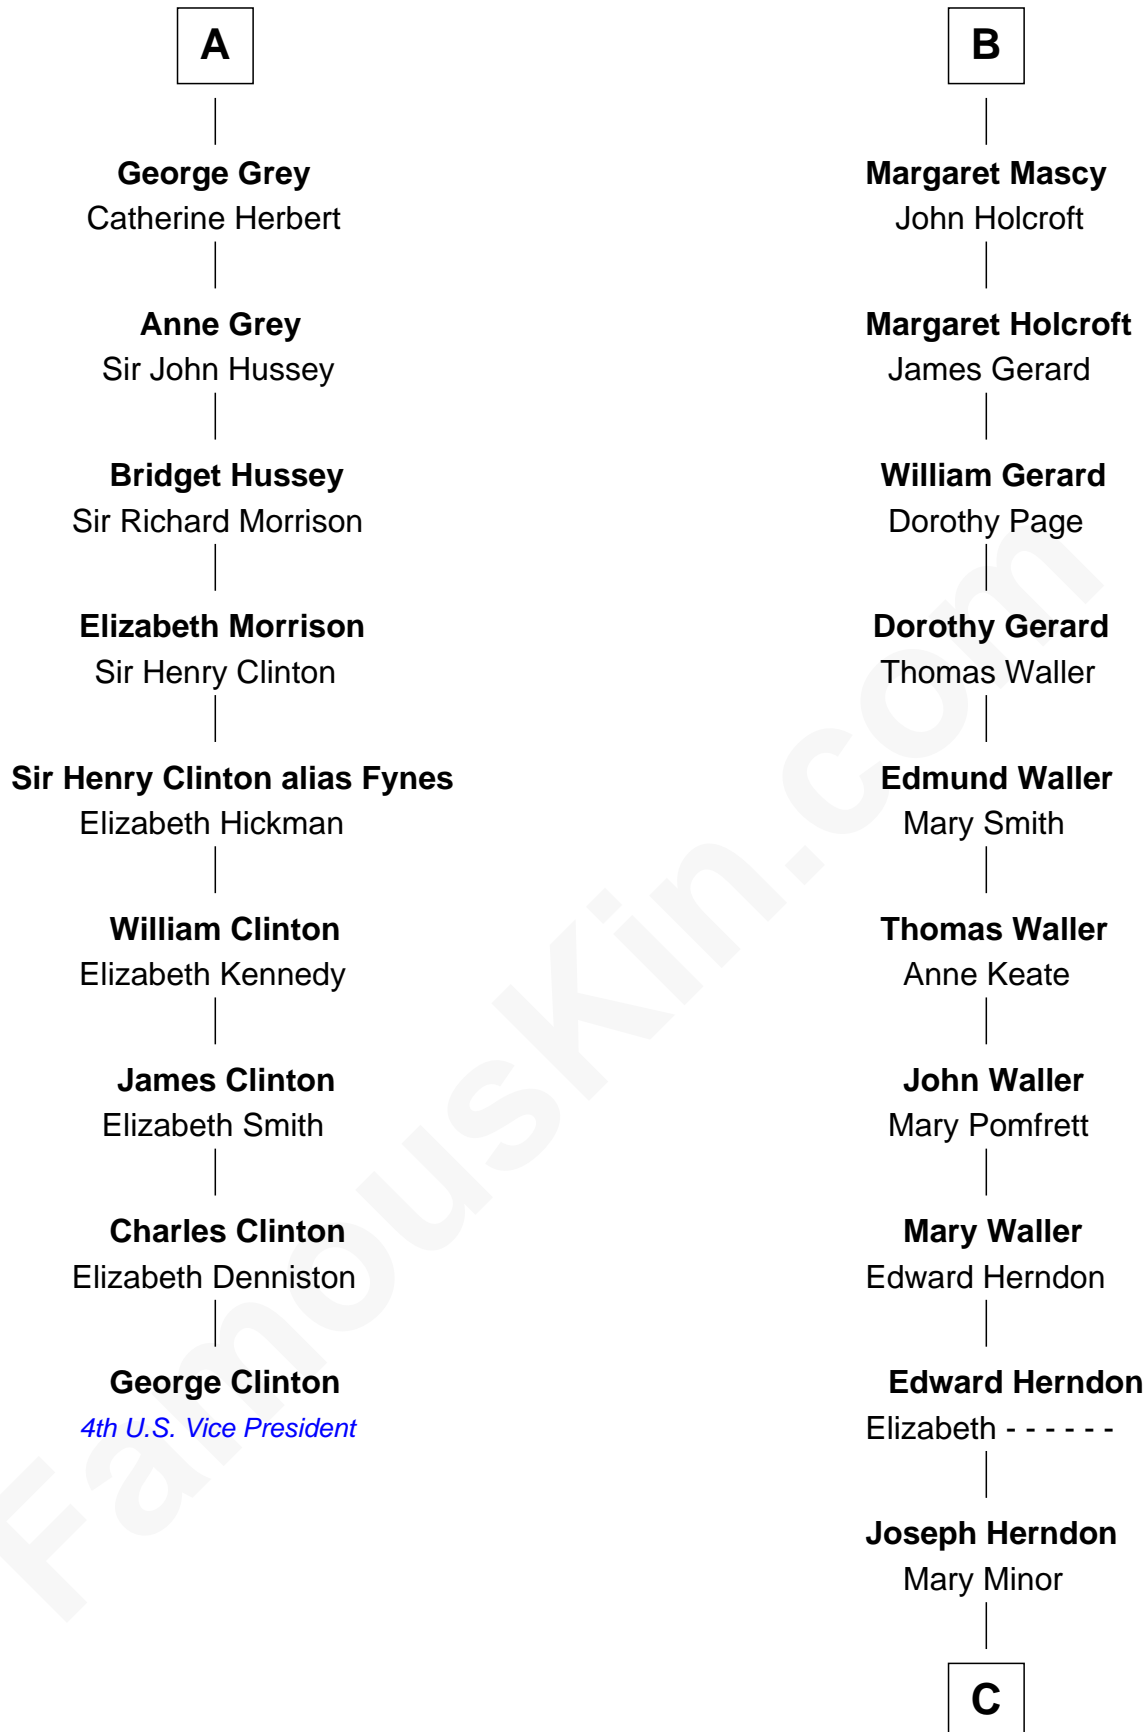 A
George Grey
Catherine Herbert
Anne Grey
Sir John Hussey
Bridget Hussey
Sir Richard Morrison
Elizabeth Morrison
Sir Henry Clinton
Sir Henry Clinton alias Fynes
Elizabeth Hickman
William Clinton
Elizabeth Kennedy
James Clinton
Elizabeth Smith
Charles Clinton
Elizabeth Denniston
George Clinton
4th U.S. Vice President
B
Margaret Mascy
John Holcroft
Margaret Holcroft
James Gerard
William Gerard
Dorothy Page
Dorothy Gerard
Thomas Waller
Edmund Waller
Mary Smith
Thomas Waller
Anne Keate
John Waller
Mary Pomfrett
Mary Waller
Edward Herndon
Edward Herndon
Elizabeth - - - - - -
Joseph Herndon
Mary Minor
C
FamousKin.com